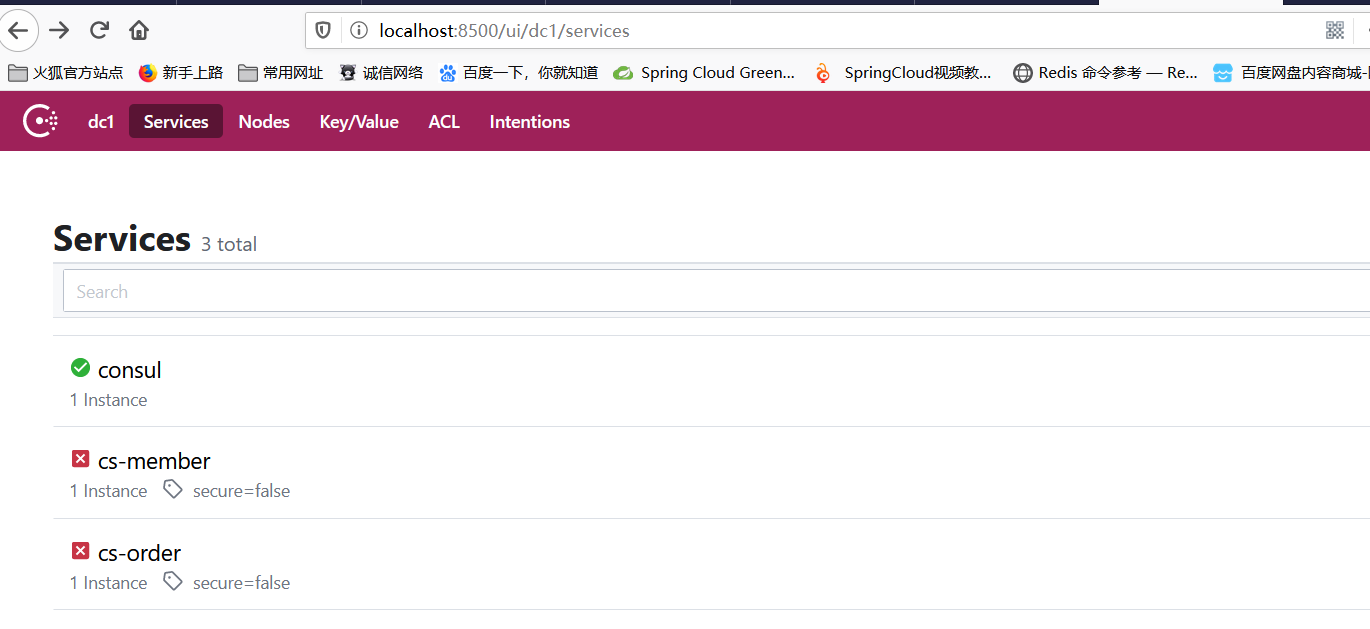 localhost:8500/ui/dc1/services
火狐官方站点 新手上路 常用网址 诚信网络 百度一下，你就知道 Spring Cloud Green... SpringCloud视频教... Redis 命令参考 — Re... 百度网盘内容商城-
dc1 Services Nodes Key/Value ACL Intentions
Services 3 total
Search
consul
1 Instance
cs-member
1 Instance secure=false
cs-order
1 Instance secure=false